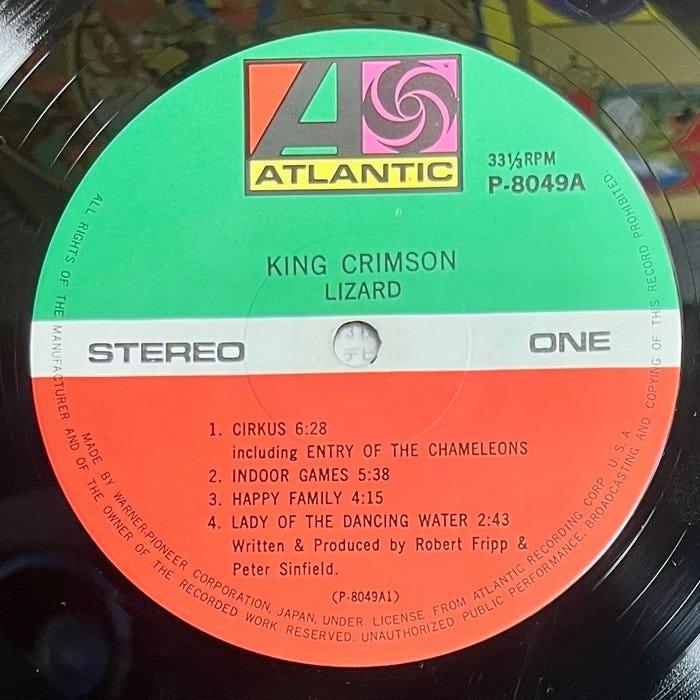 ATLANTIC
33⅓RPM
P-8049A
KING CRIMSON
LIZARD
STEREO
ONE
1. CIRKUS 6:28
including ENTRY OF THE CHAMELEONS
2. INDOOR GAMES 5:38
3. HAPPY FAMILY 4:15
4. LADY OF THE DANCING WATER 2:43
Written & Produced by Robert Fripp &
Peter Sinfield.
(P-8049A1)
MADE BY WARNER-PIONEER CORPORATION, JAPAN, UNDER LICENSE FROM ATLANTIC RECORDING CORP. U.S.A.
ALL RIGHTS OF THE MANUFACTURER AND OF THE OWNER OF THE RECORDED WORK RESERVED. UNAUTHORIZED PUBLIC PERFORMANCE, BROADCASTING AND COPYING OF THIS RECORD PROHIBITED.